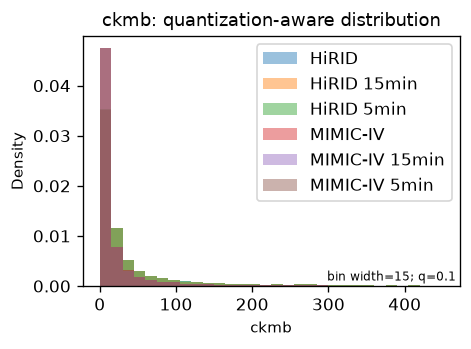 ckmb: quantization-aware distribution
Density
0.04
0.03
0.02
0.01
0.00
HiRID
HiRID 15min
HiRID 5min
MIMIC-IV
MIMIC-IV 15min
MIMIC-IV 5min
bin width=15; q=0.1
0
100
200
300
400
ckmb